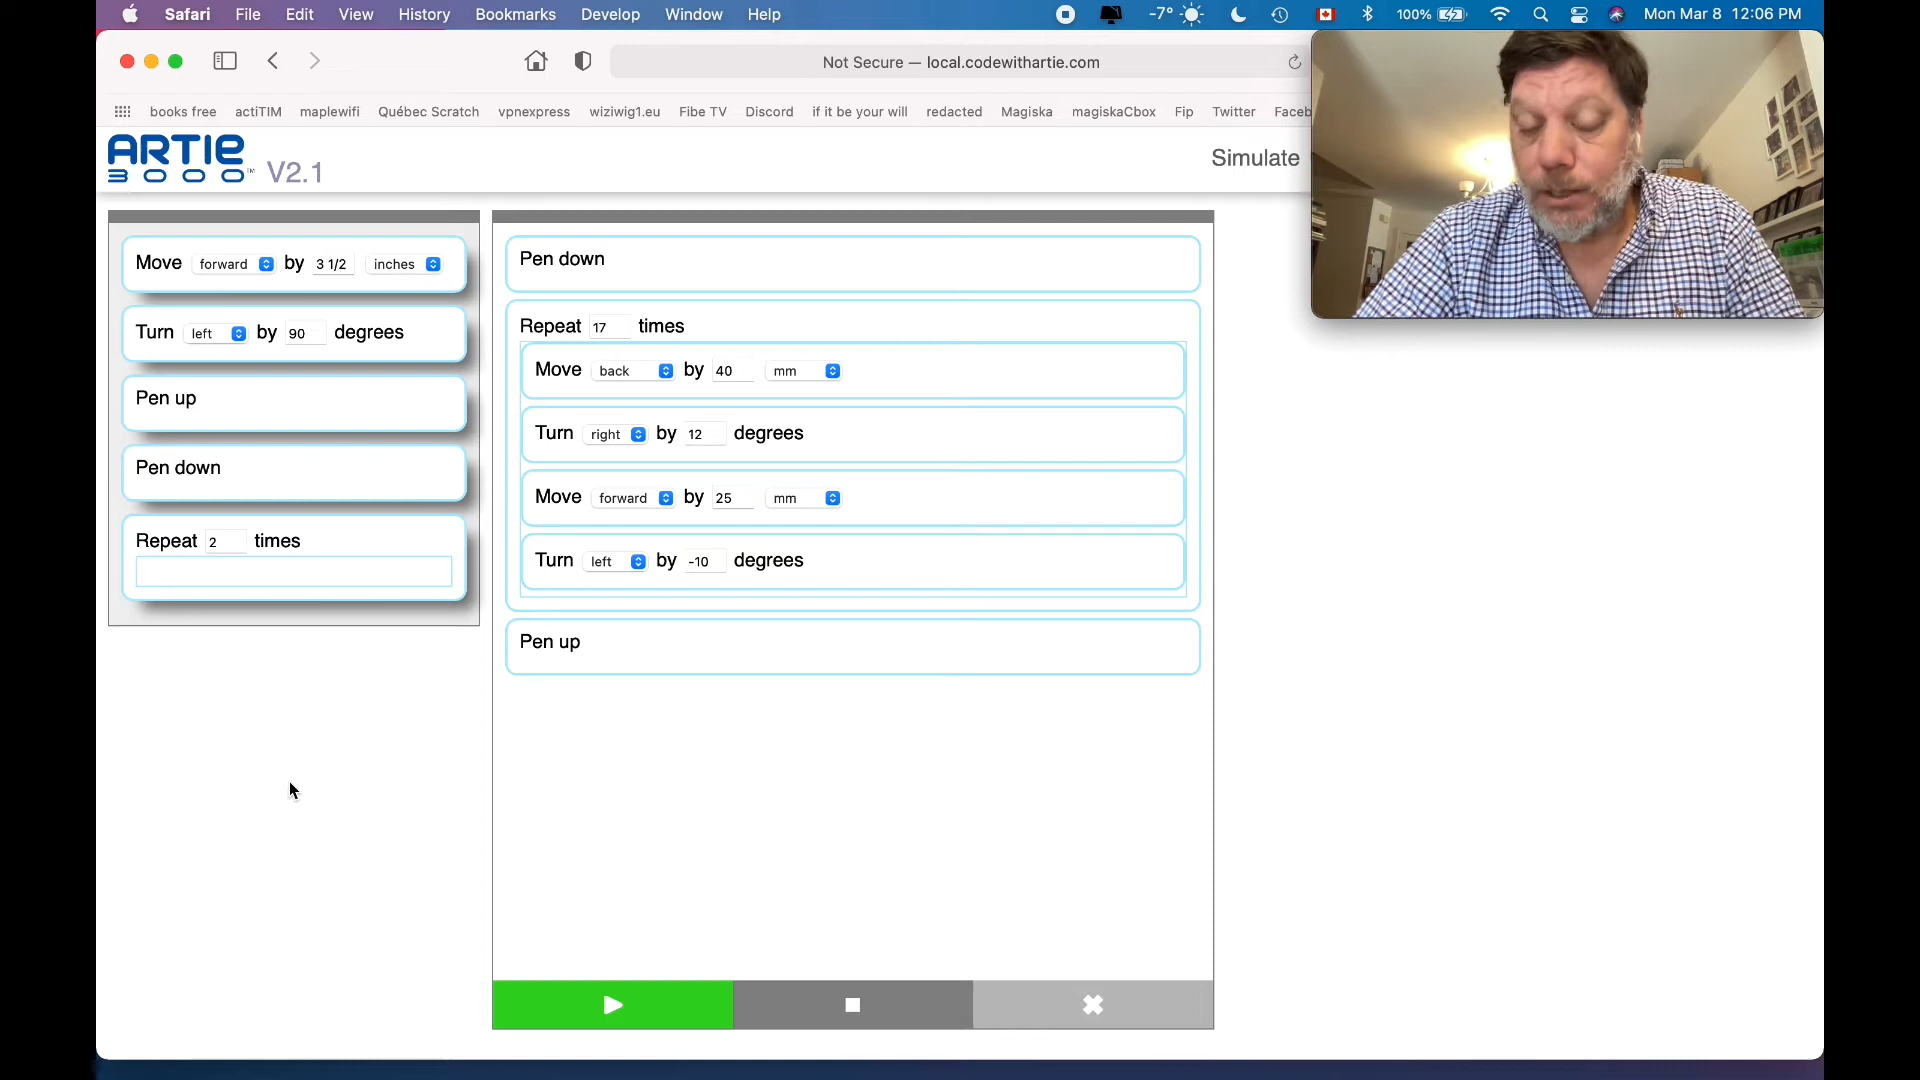 Safari File Edit View History Bookmarks Develop Window Help -7° 100% Mon Mar 8 12:06 PM
Not Secure — local.codewithartie.com
books free actiTIM maplewifi Québec Scratch vpnexpress wiziwig1.eu Fibe TV Discord if it be your will redacted Magiska magiskaCbox Fip Twitter Faceb
ARTIE
3000™ V2.1
Simulate
Move forward by 3 1/2 inches
Turn left by 90 degrees
Pen up
Pen down
Repeat 2 times
Pen down
Repeat 17 times
Move back by 40 mm
Turn right by 12 degrees
Move forward by 25 mm
Turn left by -10 degrees
Pen up